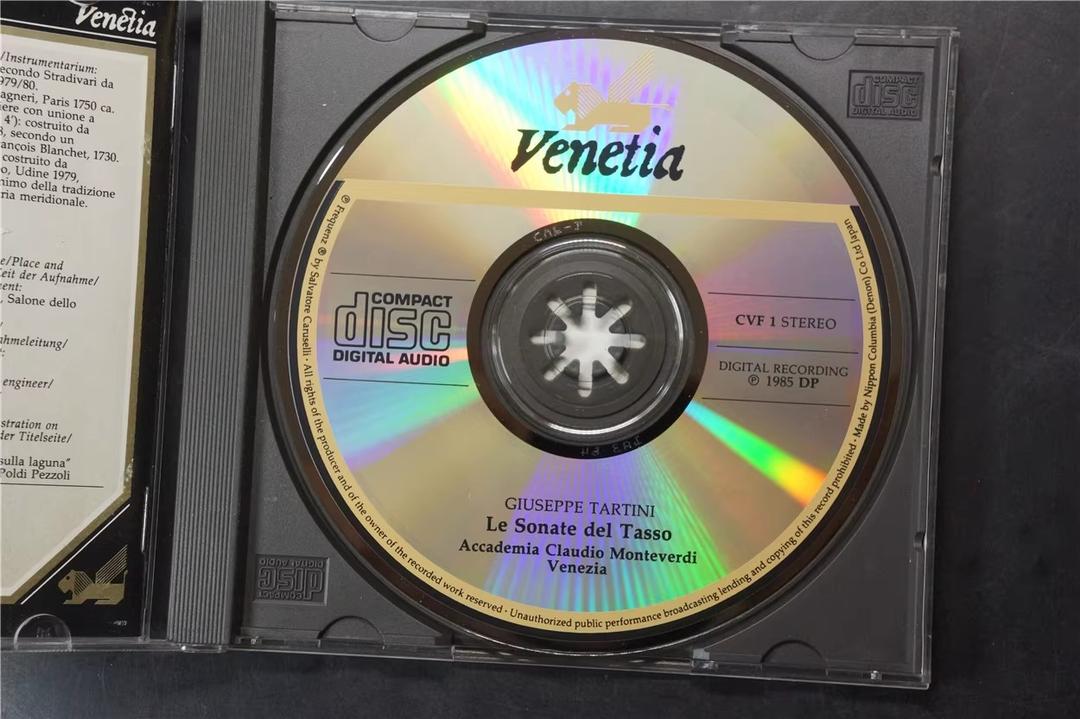 Venetia
/Instrumentarium:
econdo Stradivari da
979/80.
agneri, Paris 1750 ca.
iere con unione a
4'): costruito da
, secondo un
ançois Blanchet, 1730.
costruito da
o, Udine 1979,
nimo della tradizione
ria meridionale.
e/Place and
eit der Aufnahme/
ent:
, Salone dello
/
ahmeleitung/
:
engineer/
stration on
der Titelseite/
sulla laguna"
Poldi Pezzoli
COMPACT
disc
DIGITAL AUDIO
Venetia
COMPACT
disc
DIGITAL AUDIO
CVF 1 STEREO
DIGITAL RECORDING
℗ 1985 DP
GIUSEPPE TARTINI
Le Sonate del Tasso
Accademia Claudio Monteverdi
Venezia
℗ Frequenz © by Salvatore Caruselli · All rights of the producer and of the owner of the recorded work reserved · Unauthorized public performance broadcasting lending and copying of this record prohibited · Made by Nippon Columbia (Denon) Co Ltd Japan
COMPACT
disc
DIGITAL AUDIO